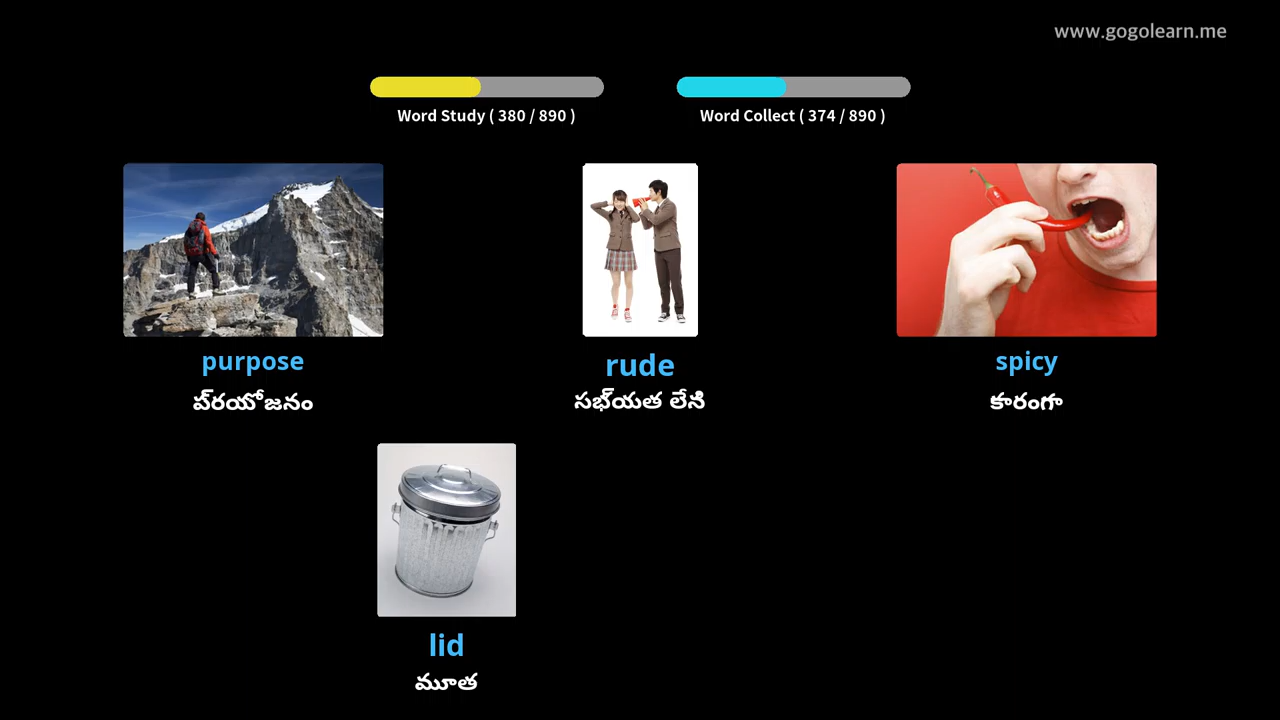 www.gogolearn.me
Word Study ( 380 / 890 )
Word Collect ( 374 / 890 )
purpose
rude
spicy
ప్రయోజనం
సభ్యత లేని
కారంగా
lid
మూత